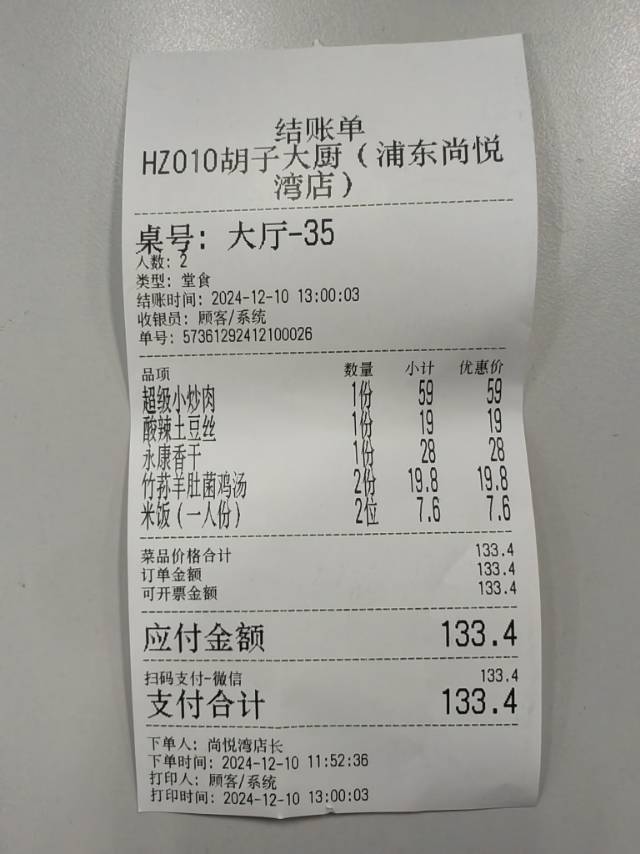 结账单
HZ010胡子大厨（浦东尚悦
湾店）
桌号: 大厅-35
人数: 2
类型: 堂食
结账时间: 2024-12-10 13:00:03
收银员: 顾客/系统
单号: 57361292412100026
品项 数量 小计 优惠价
超级小炒肉 1份 59 59
酸辣土豆丝 1份 19 19
永康香干 1份 28 28
竹荪羊肚菌鸡汤 2份 19.8 19.8
米饭（一人份） 2位 7.6 7.6
菜品价格合计 133.4
订单金额 133.4
可开票金额 133.4
应付金额 133.4
扫码支付-微信 133.4
支付合计 133.4
下单人: 尚悦湾店长
下单时间: 2024-12-10 11:52:36
打印人: 顾客/系统
打印时间: 2024-12-10 13:00:03